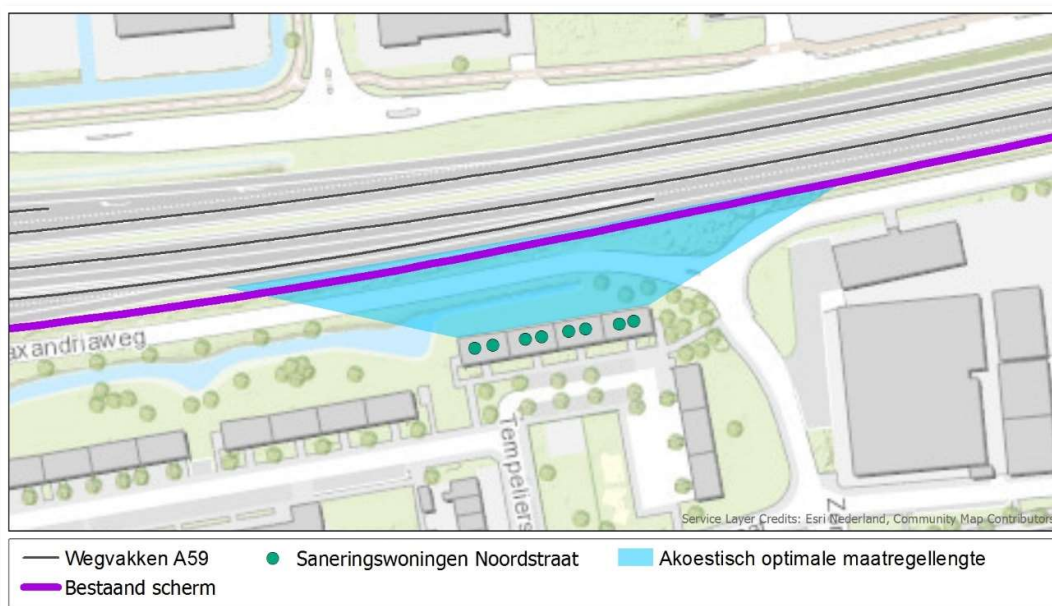 axandriaweg
Tempeliers
Service Layer Credits: Esri Nederland, Community Map Contributors
Wegvakken A59
Saneringswoningen Noordstraat
Akoestisch optimale maatregellengte
Bestaand scherm